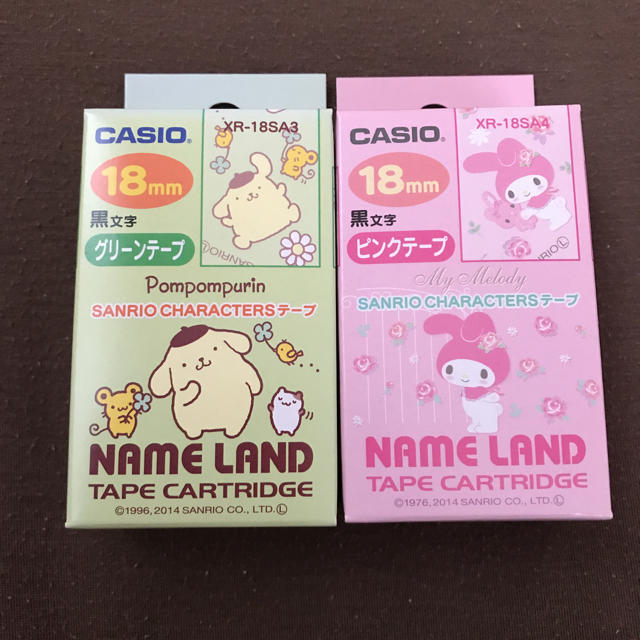 CASIO®
XR-18SA3
18mm
黒文字
グリーンテープ
SANRIO Ⓛ
Pompompurin
SANRIO CHARACTERSテープ
NAME LAND
TAPE CARTRIDGE
©1996, 2014 SANRIO CO., LTD. Ⓛ
CASIO®
XR-18SA4
18mm
黒文字
ピンクテープ
SANRIO Ⓛ
My Melody
SANRIO CHARACTERSテープ
NAME LAND
TAPE CARTRIDGE
©1976, 2014 SANRIO CO., LTD. Ⓛ